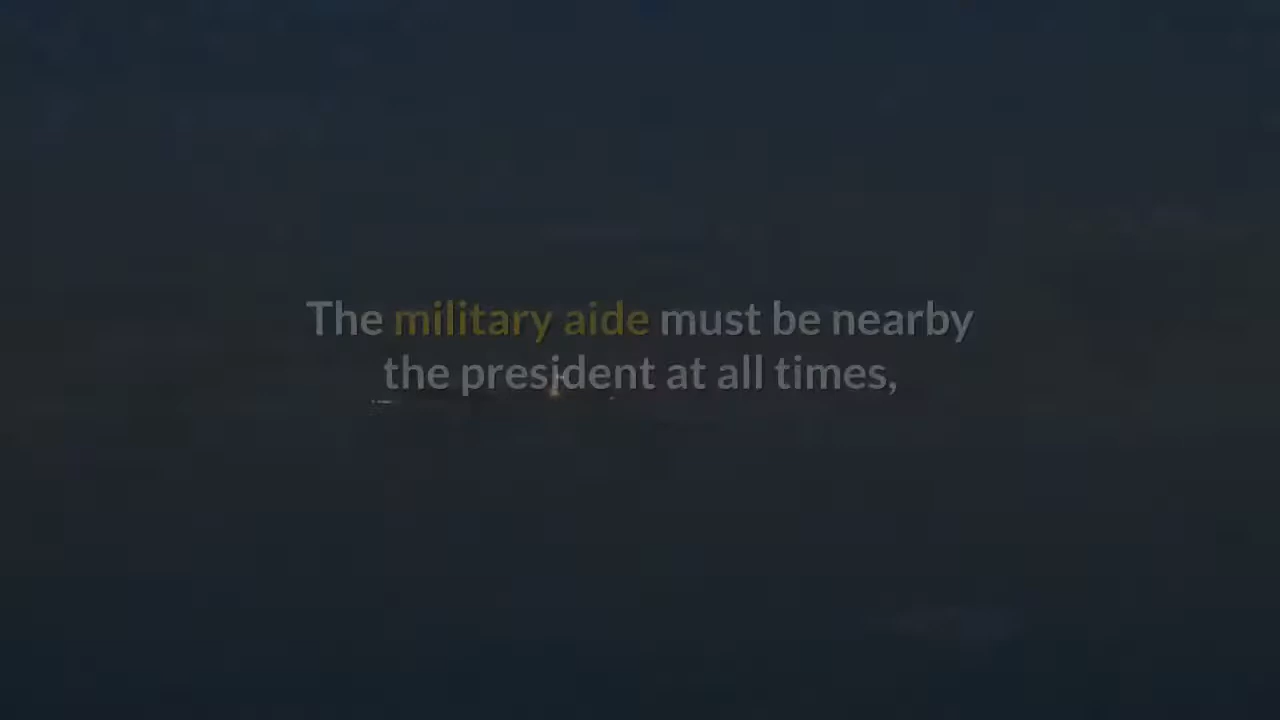 The military aide must be nearby
the president at all times,